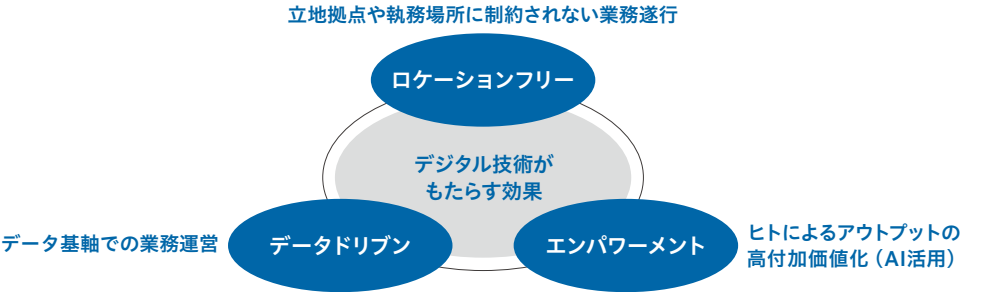 立地拠点や執務場所に制約されない業務遂行
ロケーションフリー
デジタル技術が
もたらす効果
データ基軸での業務運営
データドリブン
エンパワーメント
ヒトによるアウトプットの
高付加価値化（AI活用）